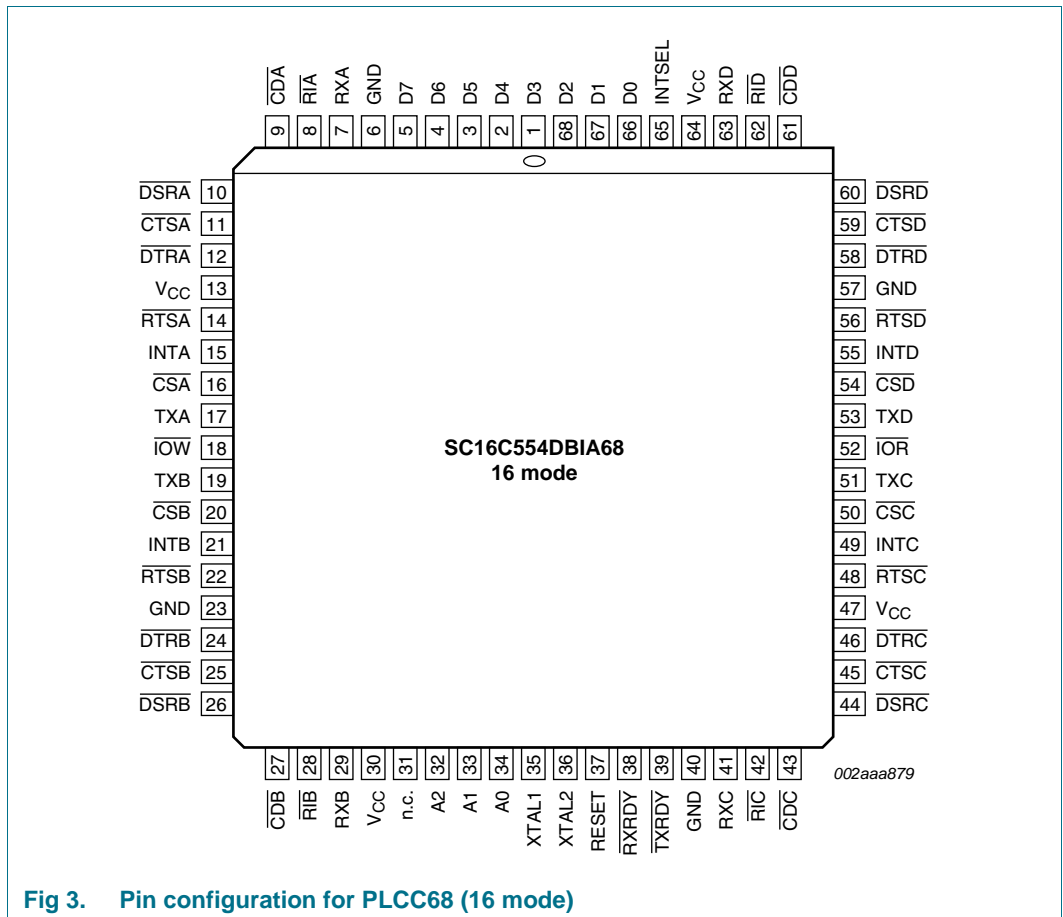 CDA RIA RXA GND D7 D6 D5 D4 D3 D2 D1 D0 INTSEL VCC RXD RID CDD
9 8 7 6 5 4 3 2 1 68 67 66 65 64 63 62 61
DSRA 10 60 DSRD
CTSA 11 59 CTSD
DTRA 12 58 DTRD
VCC 13 57 GND
RTSA 14 56 RTSD
INTA 15 55 INTD
CSA 16 54 CSD
TXA 17 53 TXD
IOW 18 SC16C554DBIA68 52 IOR
16 mode
TXB 19 51 TXC
CSB 20 50 CSC
INTB 21 49 INTC
RTSB 22 48 RTSC
GND 23 47 VCC
DTRB 24 46 DTRC
CTSB 25 45 CTSC
DSRB 26 44 DSRC
27 28 29 30 31 32 33 34 35 36 37 38 39 40 41 42 43
CDB RIB RXB VCC n.c. A2 A1 A0 XTAL1 XTAL2 RESET RXRDY TXRDY GND RXC RIC CDC
002aaa879
Fig 3. Pin configuration for PLCC68 (16 mode)